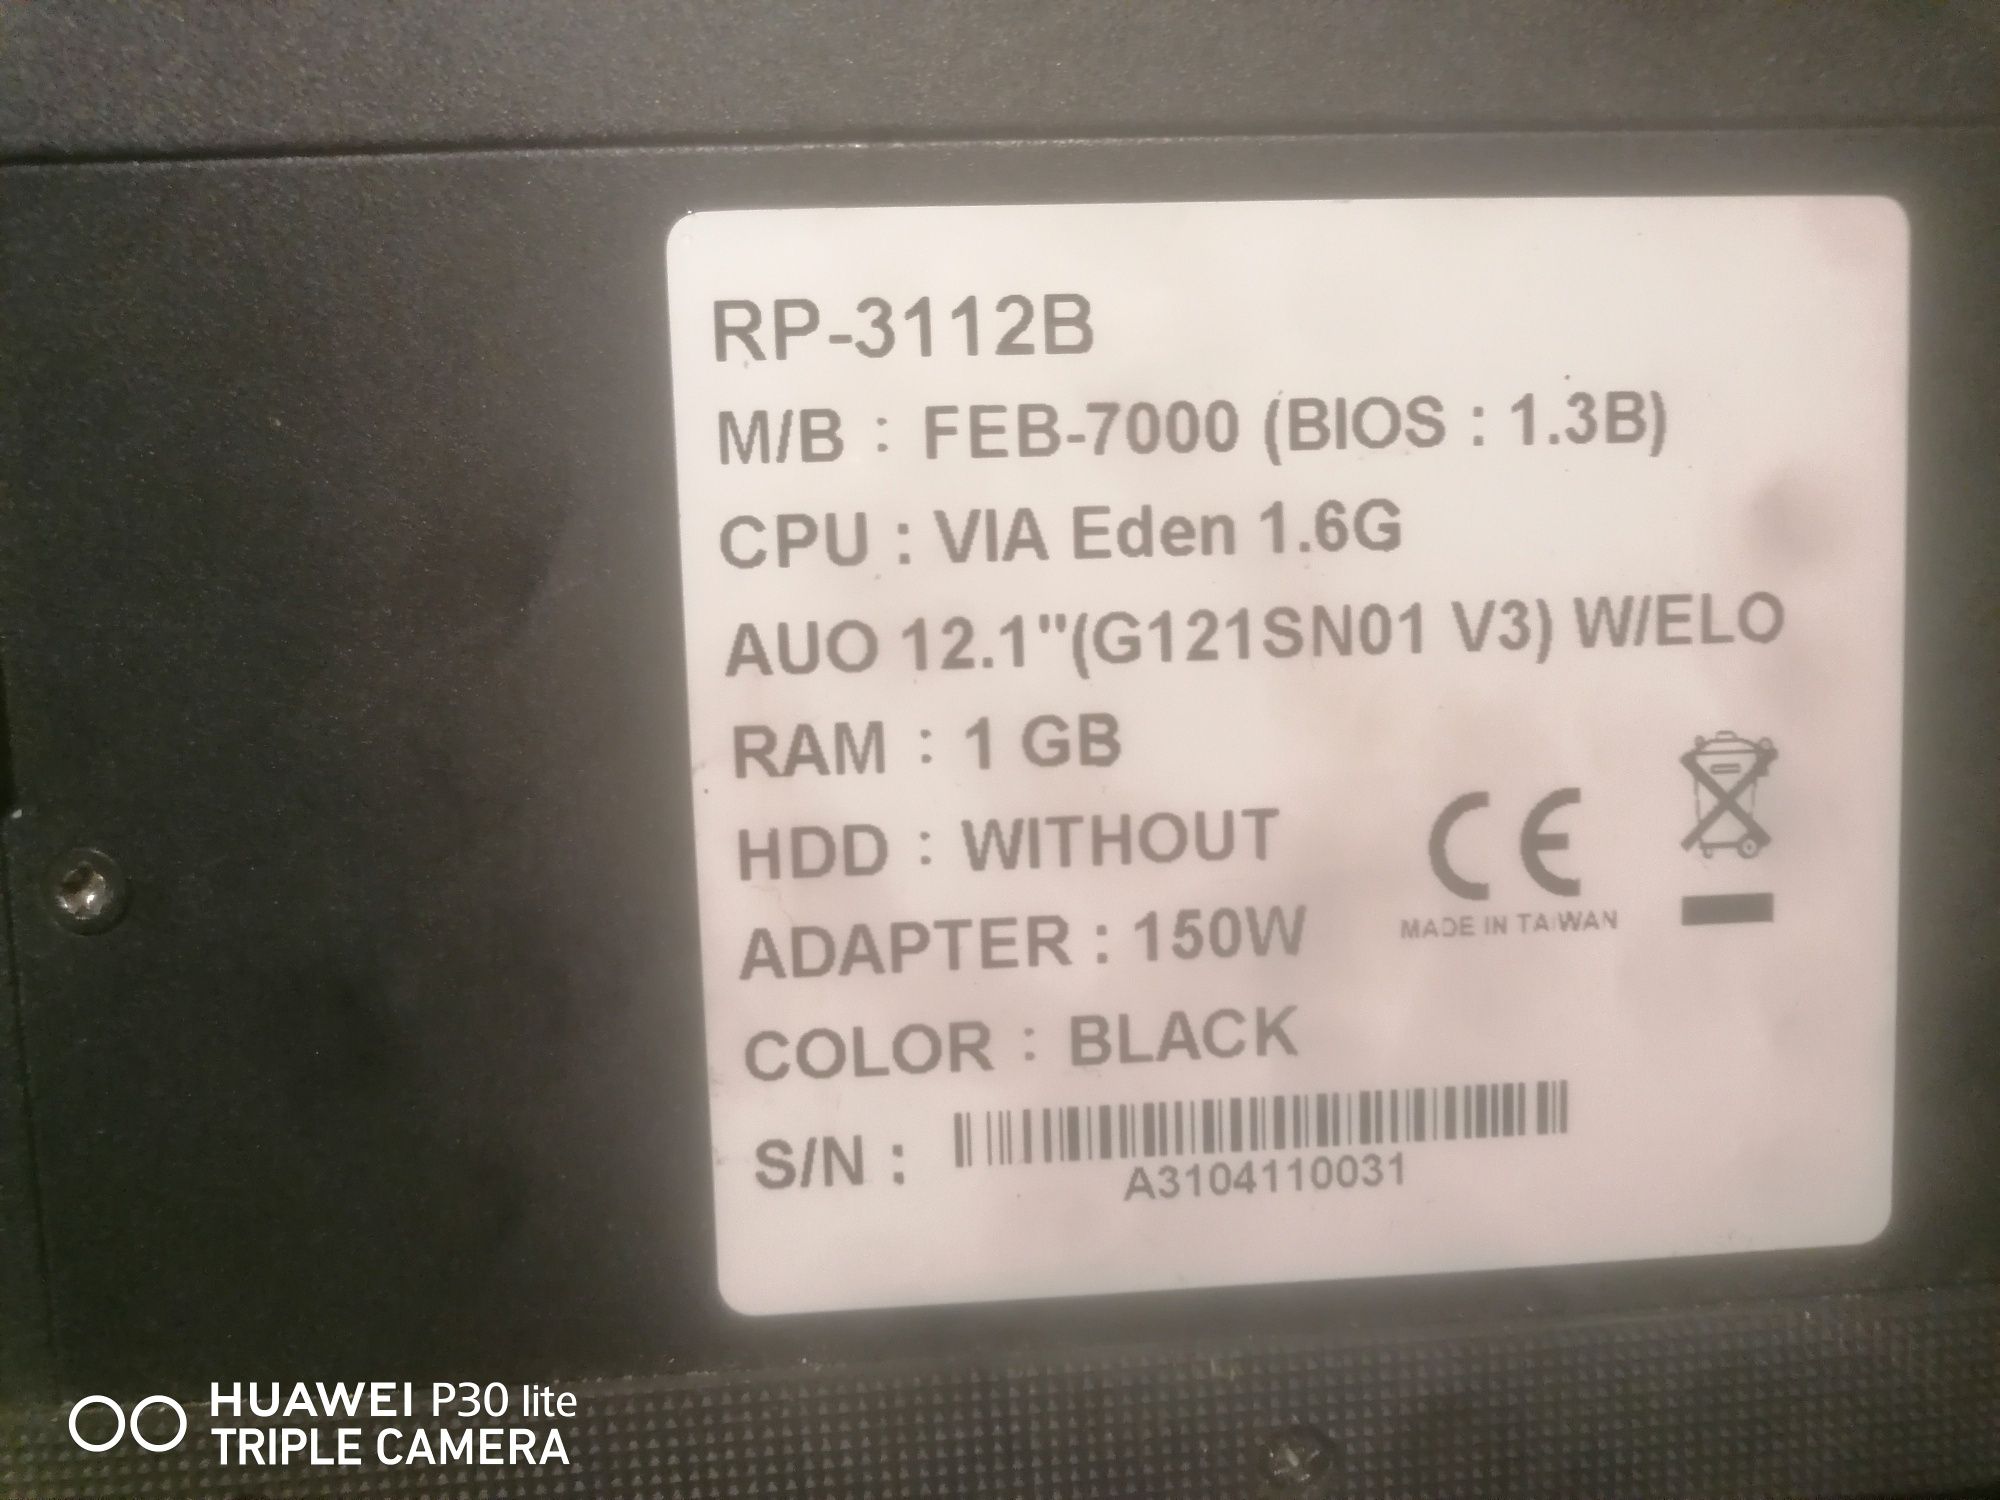 RP-3112B
M/B : FEB-7000 (BIOS : 1.3B)
CPU : VIA Eden 1.6G
AUO 12.1"(G121SN01 V3) W/ELO
RAM : 1 GB
HDD : WITHOUT
CE
MADE IN TAIWAN
ADAPTER : 150W
COLOR : BLACK
S/N :
A3104110031
HUAWEI P30 lite
TRIPLE CAMERA